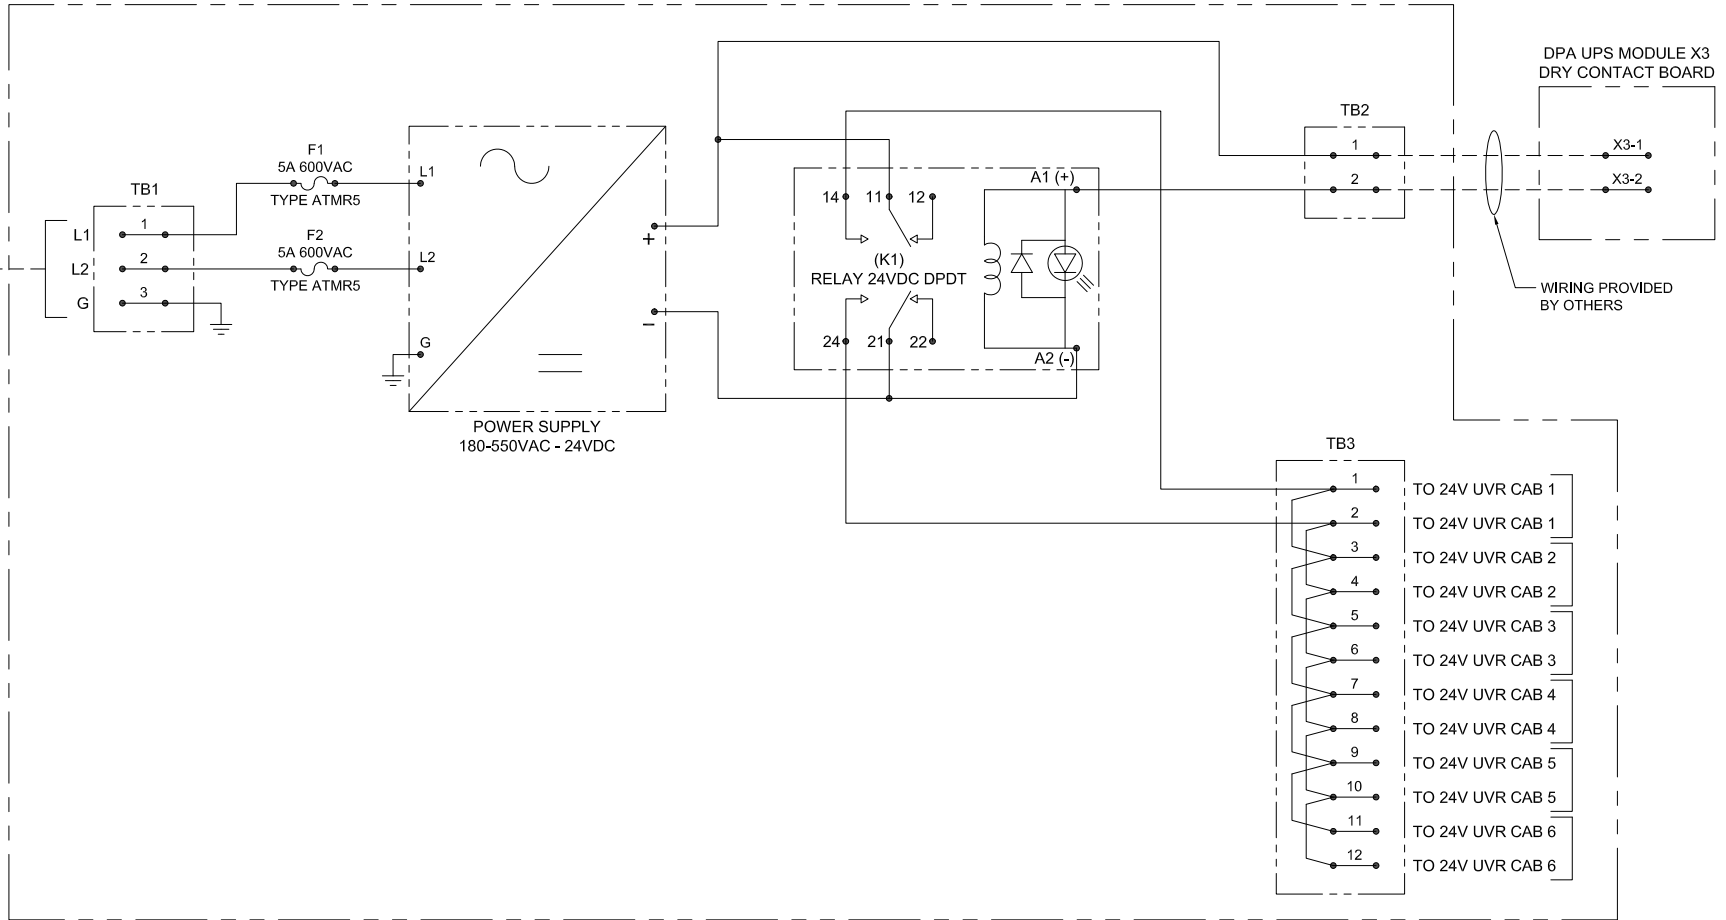 DPA UPS MODULE X3
DRY CONTACT BOARD
TB2
1
X3-1
2
X3-2
F1
5A 600VAC
TYPE ATMR5
L1
TB1
L1
1
F2
5A 600VAC
TYPE ATMR5
L2
2
L2
G
3
G
+
−
POWER SUPPLY
180-550VAC - 24VDC
A1 (+)
14
11
12
(K1)
RELAY 24VDC DPDT
24
21
22
A2 (-)
WIRING PROVIDED
BY OTHERS
TB3
1 TO 24V UVR CAB 1
2 TO 24V UVR CAB 1
3 TO 24V UVR CAB 2
4 TO 24V UVR CAB 2
5 TO 24V UVR CAB 3
6 TO 24V UVR CAB 3
7 TO 24V UVR CAB 4
8 TO 24V UVR CAB 4
9 TO 24V UVR CAB 5
10 TO 24V UVR CAB 5
11 TO 24V UVR CAB 6
12 TO 24V UVR CAB 6